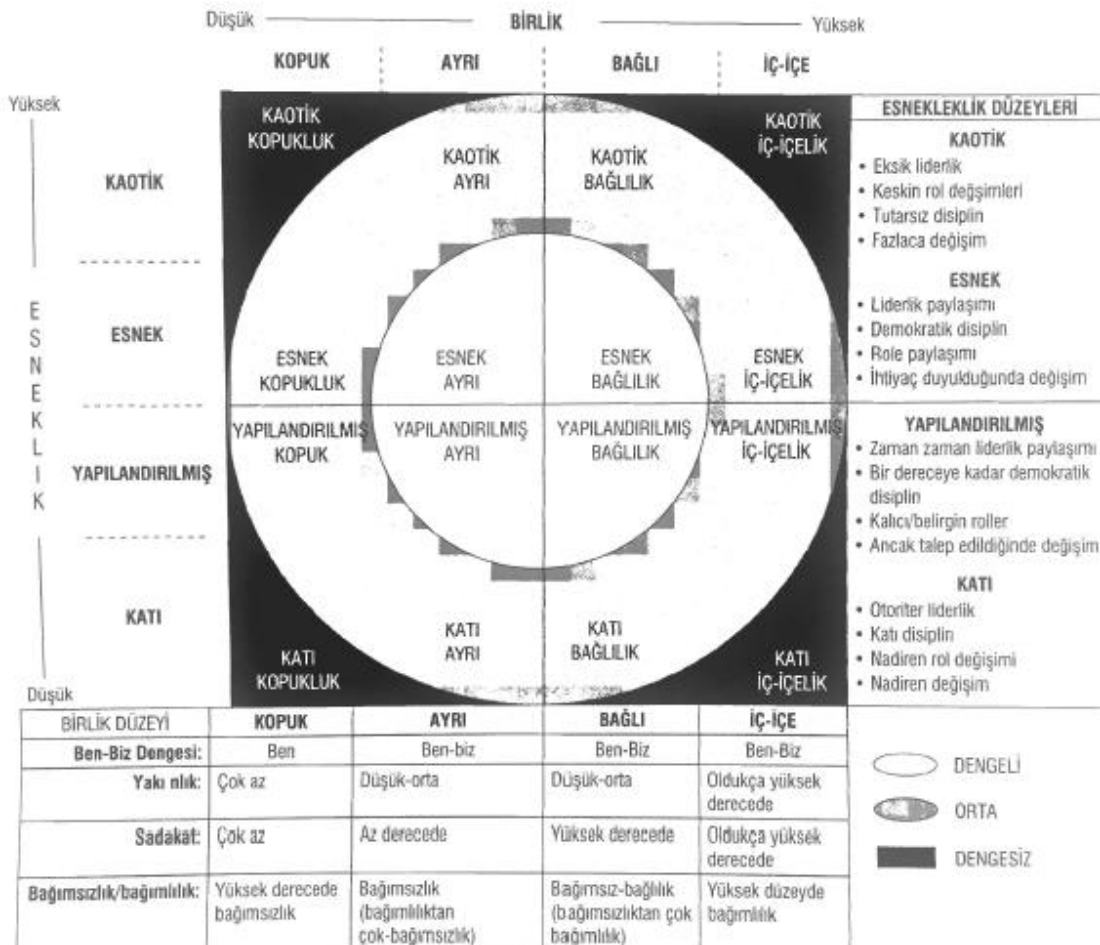 Düşük BİRLİK Yüksek
KOPUK AYRI BAĞLI İÇ-İÇE
Yüksek
ESNEKLIK
Düşük
KAOTİK
ESNEK
YAPILANDIRILMIŞ
KATI
KAOTİK
KOPUKLUK
KAOTİK
AYRI
KAOTİK
BAĞLILIK
KAOTİK
İÇ-İÇELİK
ESNEK
KOPUKLUK
ESNEK
AYRI
ESNEK
BAĞLILIK
ESNEK
İÇ-İÇELİK
YAPILANDIRILMIŞ
KOPUK
YAPILANDIRILMIŞ
AYRI
YAPILANDIRILMIŞ
BAĞLILIK
YAPILANDIRILMIŞ
İÇ-İÇELİK
KATI
KOPUKLUK
KATI
AYRI
KATI
BAĞLILIK
KATI
İÇ-İÇELİK
ESNEKLEKLİK DÜZEYLERİ
KAOTİK
• Eksik liderlik
• Keskin rol değşimleri
• Tutarsız disiplin
• Fazlaca değişim
ESNEK
• Liderlik paylaşımı
• Demokratik disiplin
• Role paylaşımı
• İhtiyaç duyulduğunda değişim
YAPILANDIRILMIŞ
• Zaman zaman liderlik paylaşımı
• Bir dereceye kadar demokratik
disiplin
• Kalıcı/belirgin roller
• Ancak talep edildiğinde değişim
KATI
• Otoriter liderlik
• Katı disiplin
• Nadiren rol değişimi
• Nadiren değişim
BİRLİK DÜZEYİ KOPUK AYRI BAĞLI İÇ-İÇE
Ben-Biz Dengesi: Ben Ben-biz Ben-Biz Ben-Biz
Yakı nlık: Çok az Düşük-orta Düşük-orta Oldukça yüksek
derecede
Sadakat: Çok az Az derecede Yüksek derecede Oldukça yüksek
derecede
Bağımsızlık/bağımlılık: Yüksek derecede Bağımsızlık Bağımsız-bağlılık Yüksek düzeyde
bağımsızlık (bağımlılıktan (bağımsızlıktan çok bağımlılık
çok-bağımsızlık) bağımlılık)
DENGELİ
ORTA
DENGESİZ